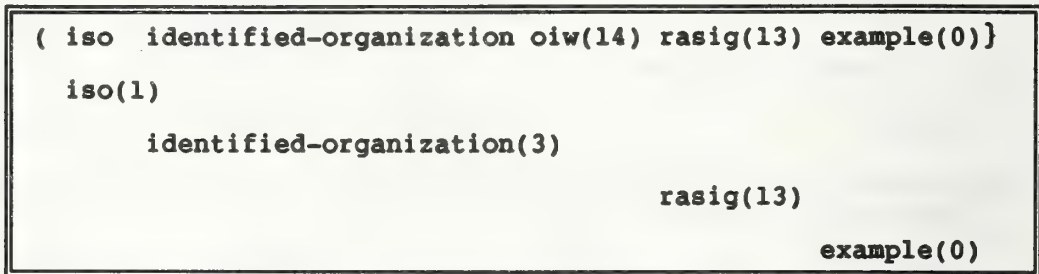 ( iso identified-organization oiw(14) rasig(13) example(0)}
iso(1)
identified-organization(3)
rasig(13)
example(0)